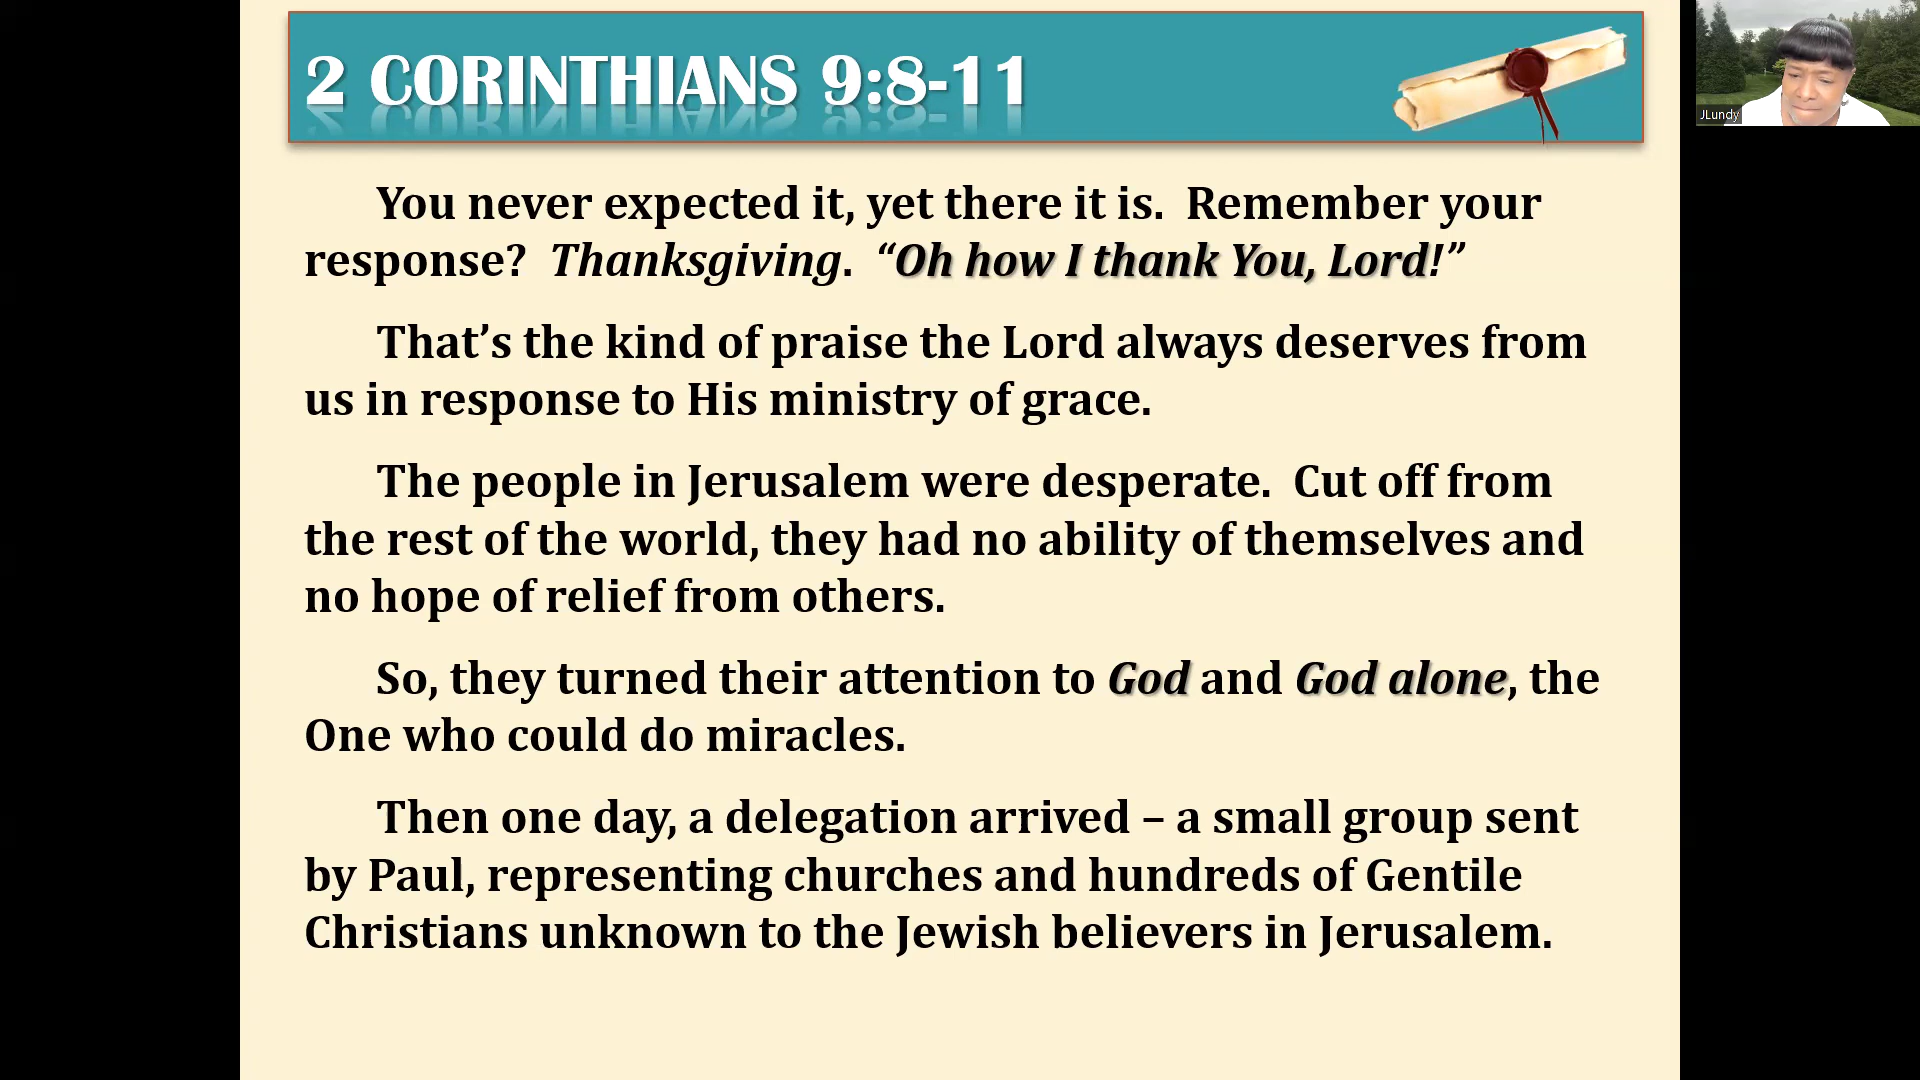 2 CORINTHIANS 9:8-11
JLundy
You never expected it, yet there it is.  Remember your
response?  Thanksgiving.  “Oh how I thank You, Lord!”
That’s the kind of praise the Lord always deserves from
us in response to His ministry of grace.
The people in Jerusalem were desperate.  Cut off from
the rest of the world, they had no ability of themselves and
no hope of relief from others.
So, they turned their attention to God and God alone, the
One who could do miracles.
Then one day, a delegation arrived – a small group sent
by Paul, representing churches and hundreds of Gentile
Christians unknown to the Jewish believers in Jerusalem.